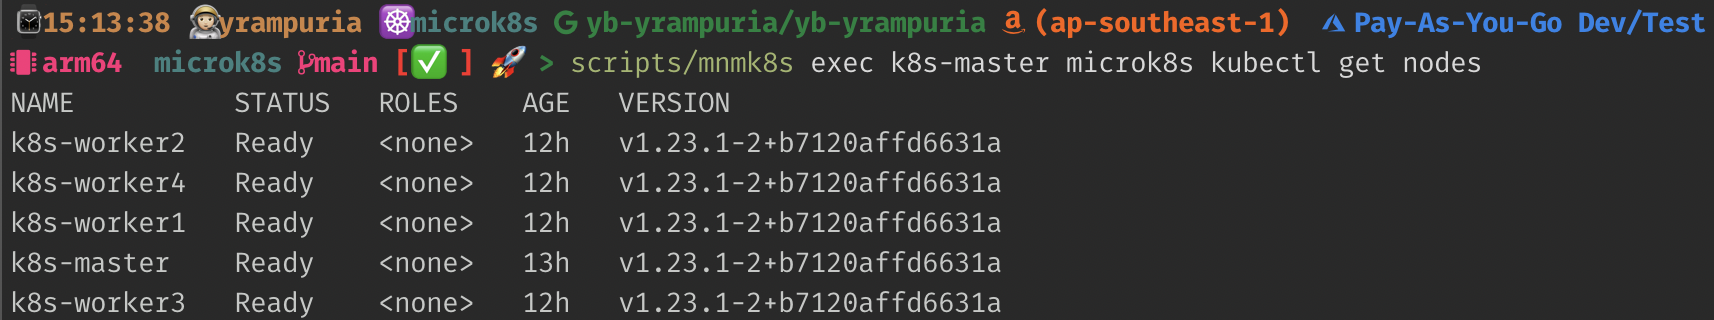 15:13:38 yrampuria microk8s yb-yrampuria/yb-yrampuria (ap-southeast-1) Pay-As-You-Go Dev/Test
arm64 microk8s main [✅ ] 🚀 > scripts/mnmk8s exec k8s-master microk8s kubectl get nodes
NAME STATUS ROLES AGE VERSION
k8s-worker2 Ready <none> 12h v1.23.1-2+b7120affd6631a
k8s-worker4 Ready <none> 12h v1.23.1-2+b7120affd6631a
k8s-worker1 Ready <none> 12h v1.23.1-2+b7120affd6631a
k8s-master Ready <none> 13h v1.23.1-2+b7120affd6631a
k8s-worker3 Ready <none> 12h v1.23.1-2+b7120affd6631a